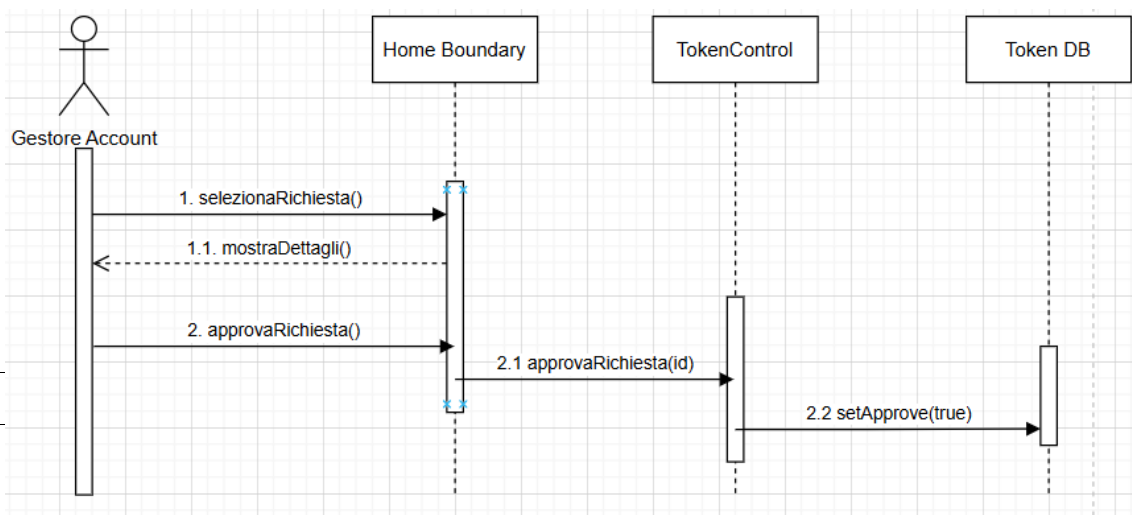 Home Boundary
TokenControl
Token DB
Gestore Account
1. selezionaRichiesta()
1.1. mostraDettagli()
2. approvaRichiesta()
2.1 approvaRichiesta(id)
2.2 setApprove(true)